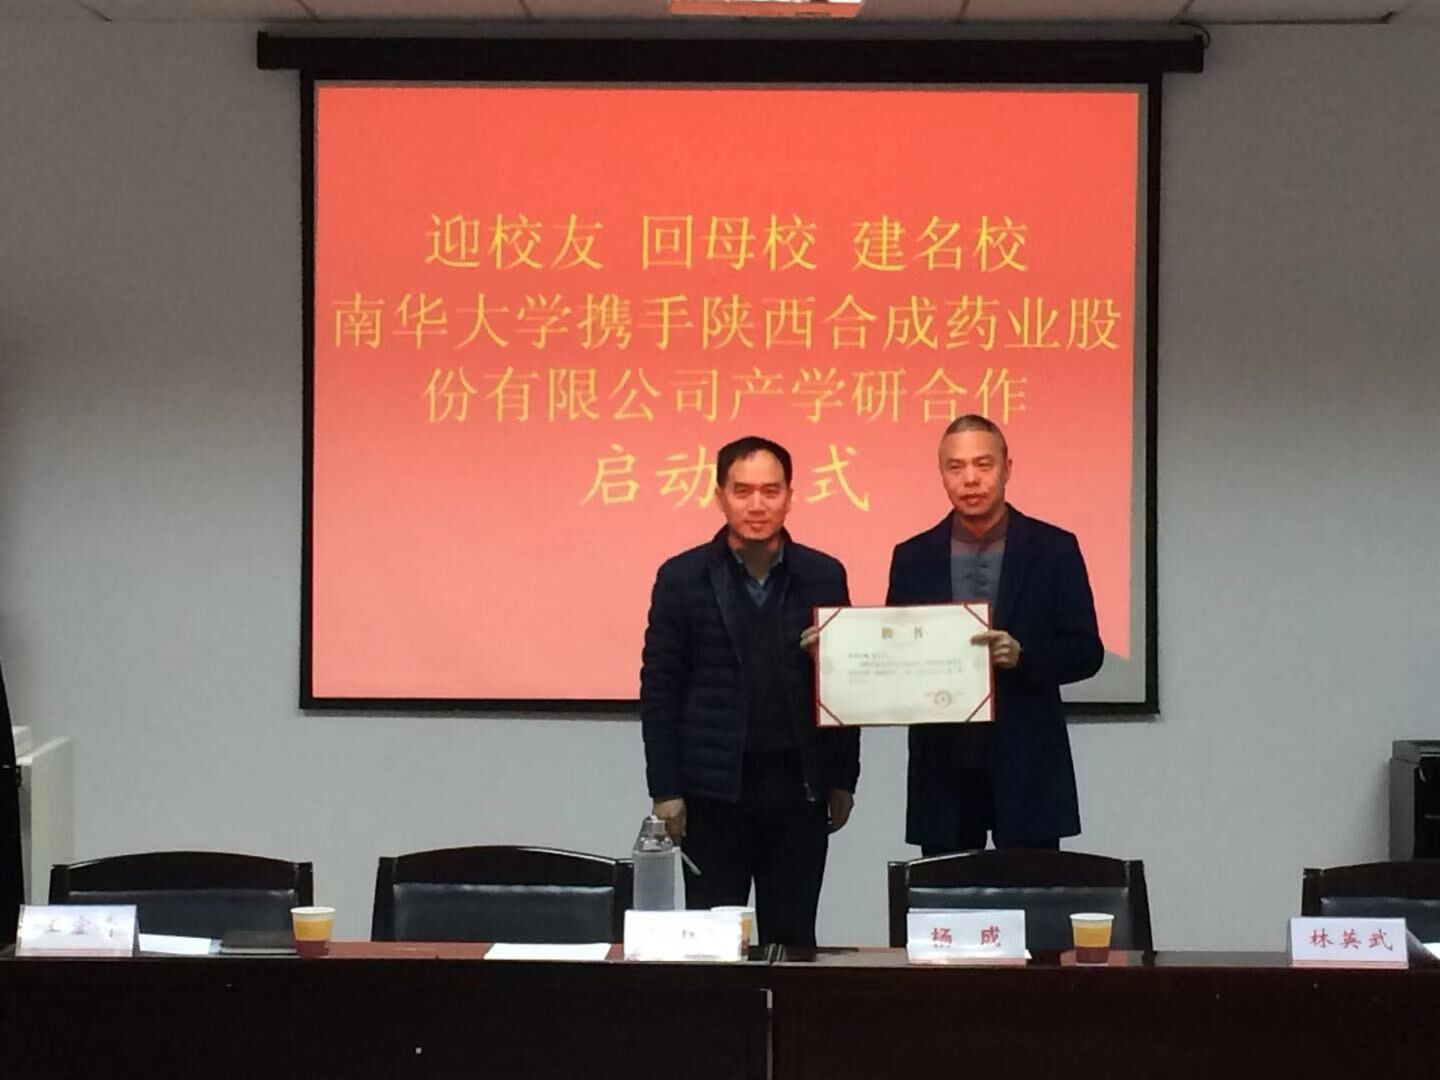 迎校友 回母校 建名校
南华大学携手陕西合成药业股
份有限公司产学研合作
启动 式
聘 书
杨 成
林英武